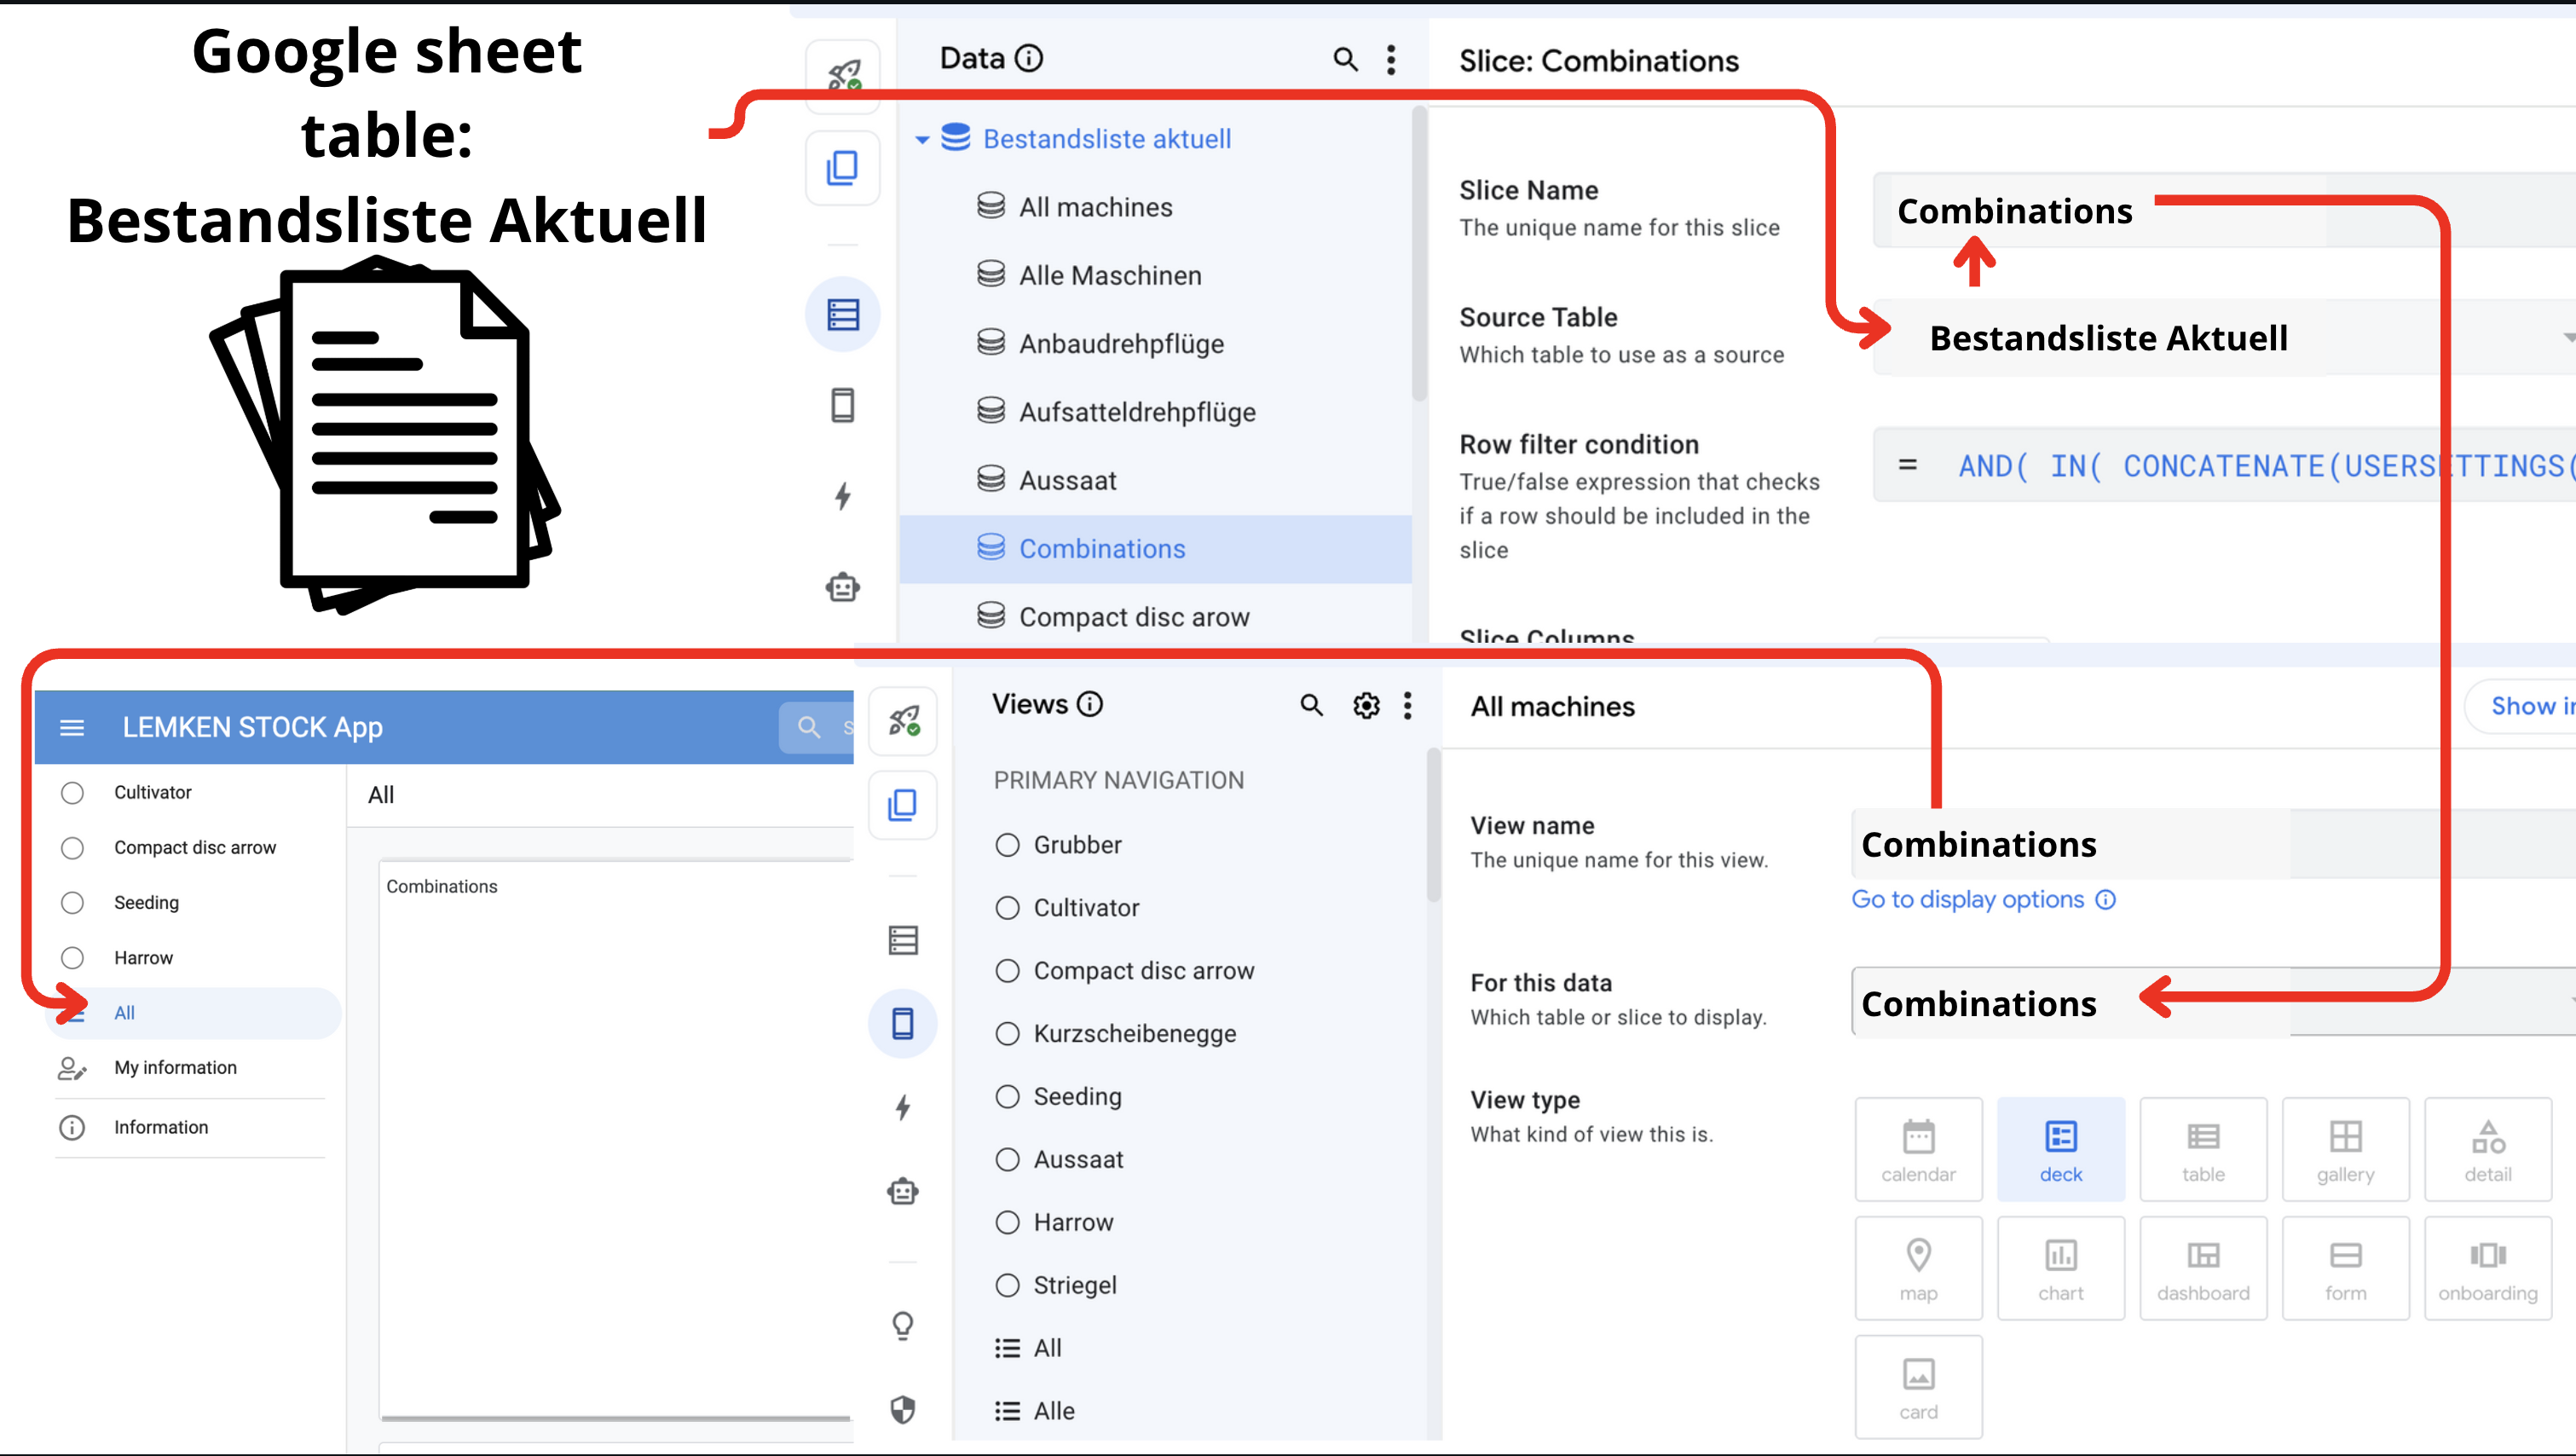 Google sheet
table:
Bestandsliste Aktuell
Data
Bestandsliste aktuell
All machines
Alle Maschinen
Anbaudrehpflüge
Aufsatteldrehpflüge
Aussaat
Combinations
Compact disc arow
Slice: Combinations
Slice Name
The unique name for this slice
Combinations
Source Table
Which table to use as a source
Bestandsliste Aktuell
Row filter condition
True/false expression that checks
if a row should be included in the
slice
= AND( IN( CONCATENATE(USERSETTINGS(
Slice Columns
LEMKEN STOCK App
S
Cultivator
Compact disc arrow
Seeding
Harrow
All
My information
Information
All
Combinations
Views
PRIMARY NAVIGATION
Grubber
Cultivator
Compact disc arrow
Kurzscheibenegge
Seeding
Aussaat
Harrow
Striegel
All
Alle
All machines
Show in
View name
The unique name for this view.
Combinations
Go to display options
For this data
Which table or slice to display.
Combinations
View type
What kind of view this is.
calendar
deck
table
gallery
detail
map
chart
dashboard
form
onboarding
card